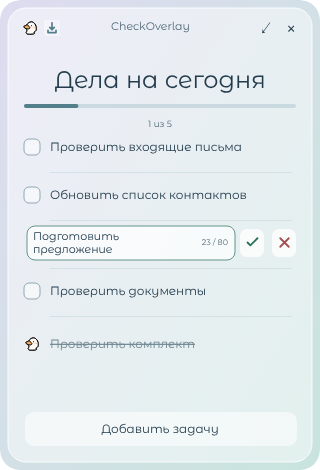 CheckOverlay
Дела на сегодня
1 из 5
Проверить входящие письма
Обновить список контактов
Подготовить
предложение
23 / 80
Проверить документы
Проверить комплект
Добавить задачу